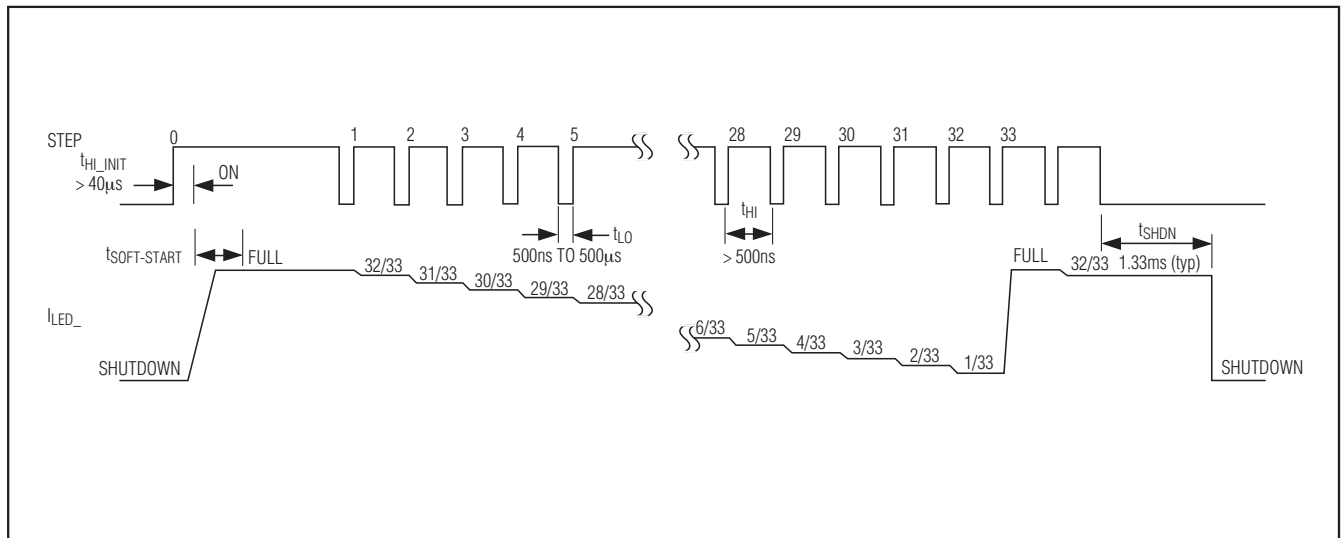 STEP
0 1 2 3 4 5 28 29 30 31 32 33
tHI_INIT
> 40µs
ON
tHI
> 500ns
tLO
500ns TO 500µs
tSHDN
1.33ms (typ)
tSOFT-START
FULL
32/33 31/33 30/33 29/33 28/33
6/33 5/33 4/33 3/33 2/33 1/33
FULL
32/33
ILED_
SHUTDOWN
SHUTDOWN